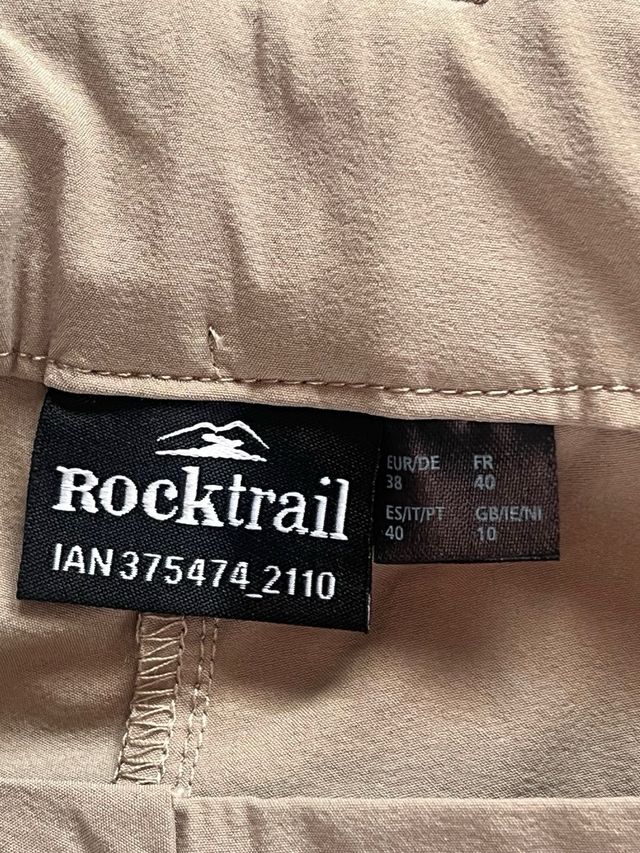 Rocktrail
IAN 375474_2110
EUR/DE FR
38 40
ES/IT/PT GB/IE/NI
40 10